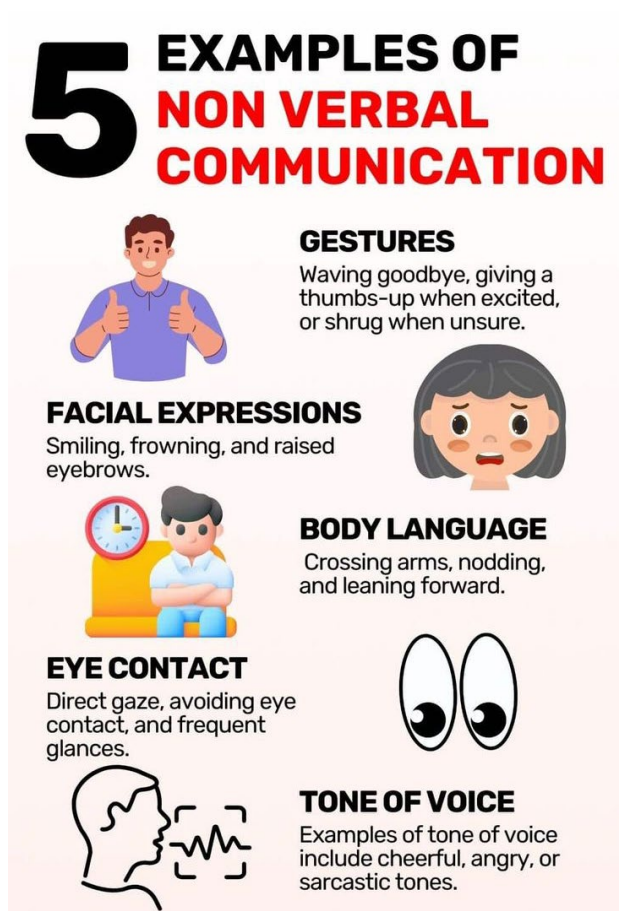 5 EXAMPLES OF
NON VERBAL
COMMUNICATION
GESTURES
Waving goodbye, giving a
thumbs-up when excited,
or shrug when unsure.
FACIAL EXPRESSIONS
Smiling, frowning, and raised
eyebrows.
BODY LANGUAGE
Crossing arms, nodding,
and leaning forward.
EYE CONTACT
Direct gaze, avoiding eye
contact, and frequent
glances.
TONE OF VOICE
Examples of tone of voice
include cheerful, angry, or
sarcastic tones.